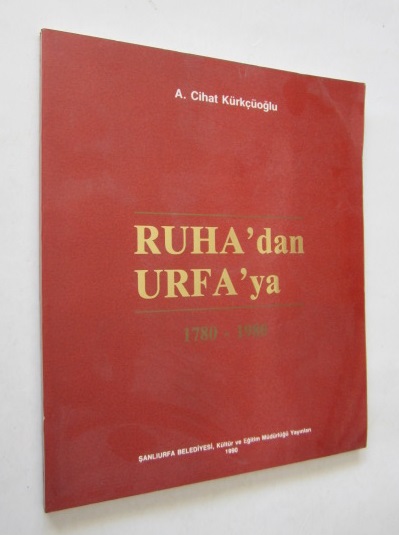 A. Cihat Kürkçüoğlu
RUHA'dan
URFA'ya
1780 - 1986
ŞANLIURFA BELEDİYESİ, Kültür ve Eğitim Müdürlüğü Yayınları
1990